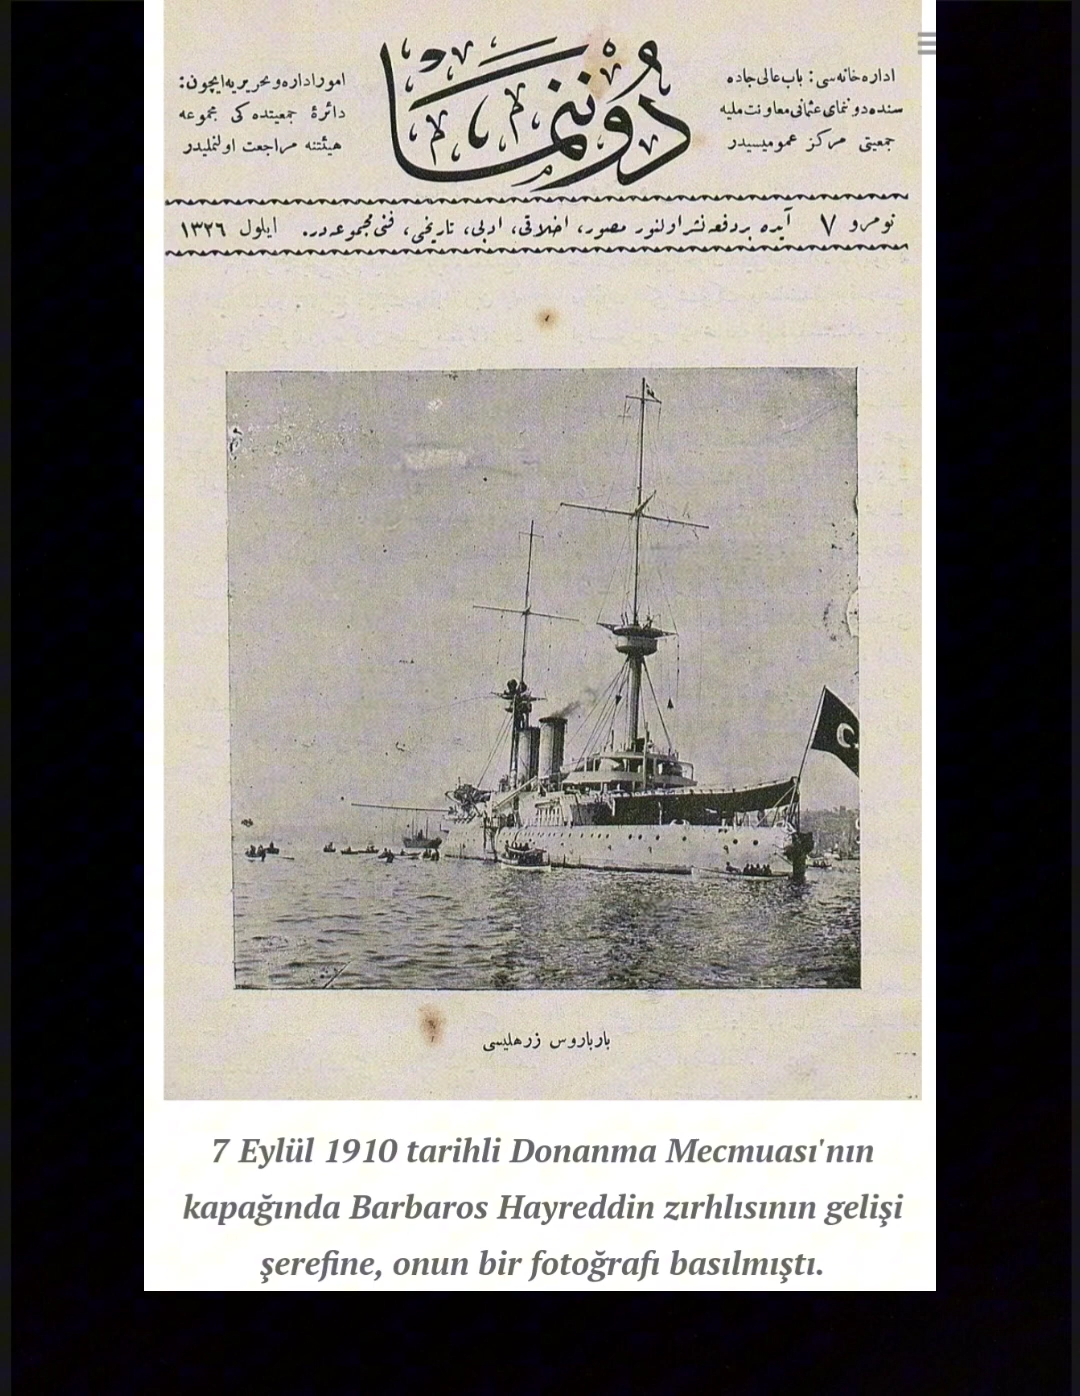 دوننما
اداره‌خانه‌سی : باب‌عالی جاده
سنده دوننمای عثمانی معاونت ملیه
جمعیتی مرکز عمومیسیدر
امور اداره و تحریریه ایچون :
دائرهٔ جمعیتده کی مجموعه
هیئتنه مراجعت اولنملیدر
نومرو ٧ آیده بر دفعه نشر اولنور مصور، اخلاقی، ادبی، تاریخی، فنی مجموعه‌در. ایلول ١٣٢٦
بارباروس زرهلیسی
7 Eylül 1910 tarihli Donanma Mecmuası'nın
kapağında Barbaros Hayreddin zırhlısının gelişi
şerefine, onun bir fotoğrafı basılmıştı.